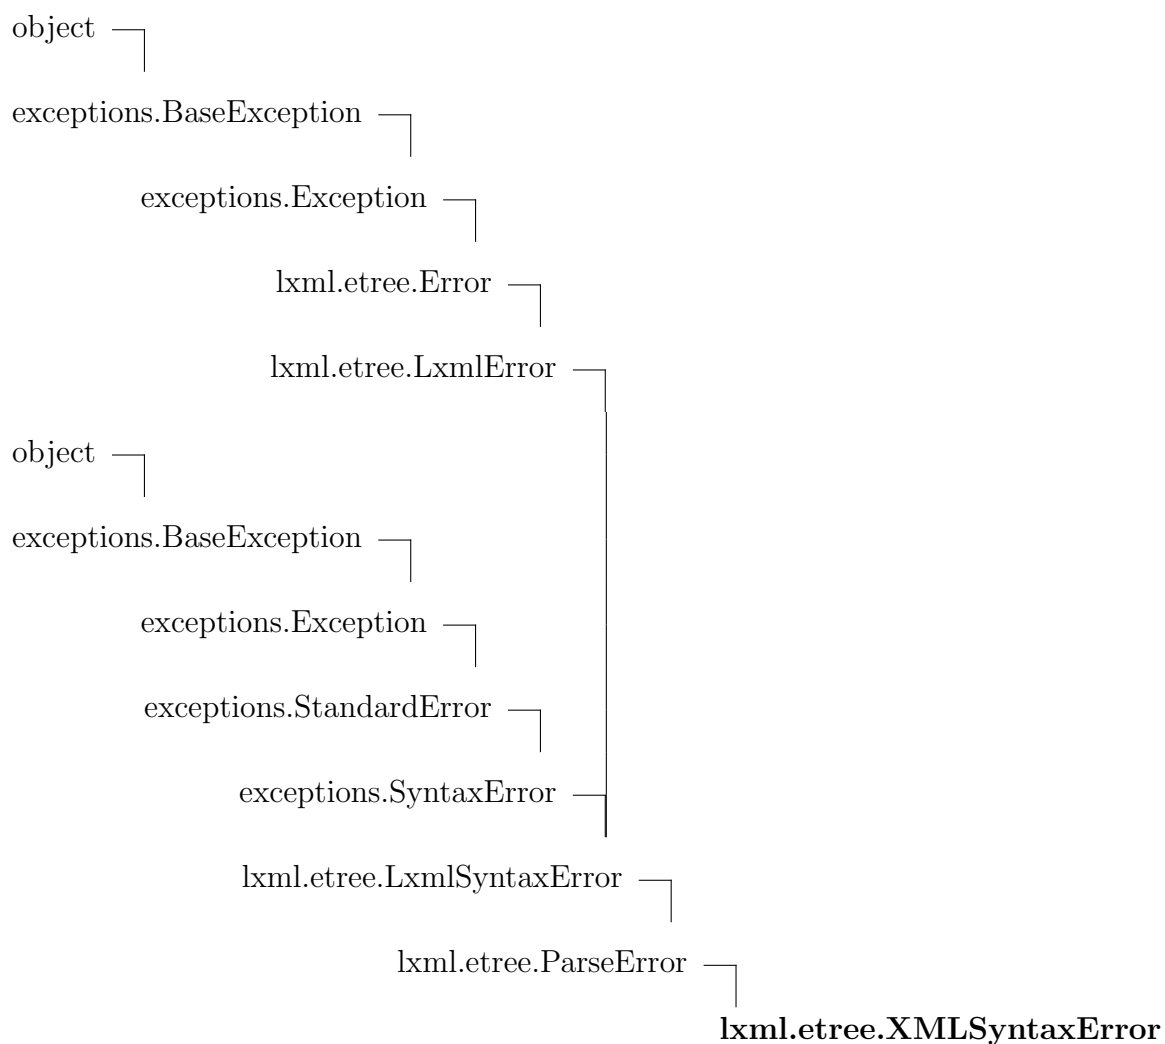 object
exceptions.BaseException
exceptions.Exception
lxml.etree.Error
lxml.etree.LxmlError
object
exceptions.BaseException
exceptions.Exception
exceptions.StandardError
exceptions.SyntaxError
lxml.etree.LxmlSyntaxError
lxml.etree.ParseError
lxml.etree.XMLSyntaxError